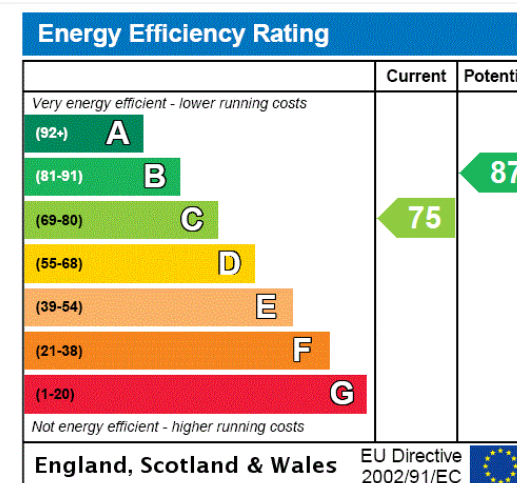 Energy Efficiency Rating
Current Potenti
Very energy efficient - lower running costs
(92+) A
(81-91) B
87
(69-80) C
75
(55-68) D
(39-54) E
(21-38) F
(1-20) G
Not energy efficient - higher running costs
England, Scotland & Wales
EU Directive
2002/91/EC